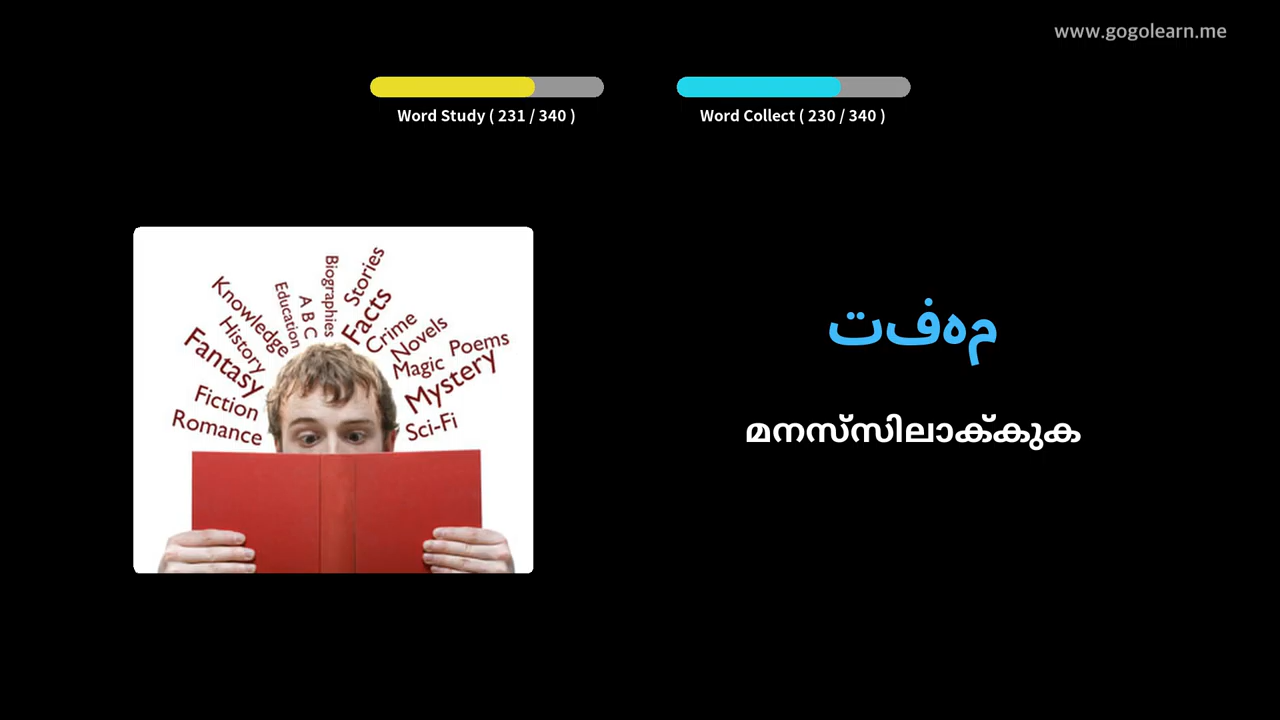 www.gogolearn.me
Word Study ( 231 / 340 )
Word Collect ( 230 / 340 )
Stories
Biographies
Facts
A B C
Education
Knowledge
Crime
History
Novels
Poems
Fantasy
Magic
Mystery
Fiction
Romance
Sci-Fi
تفهم
മനസ്സിലാക്കുക